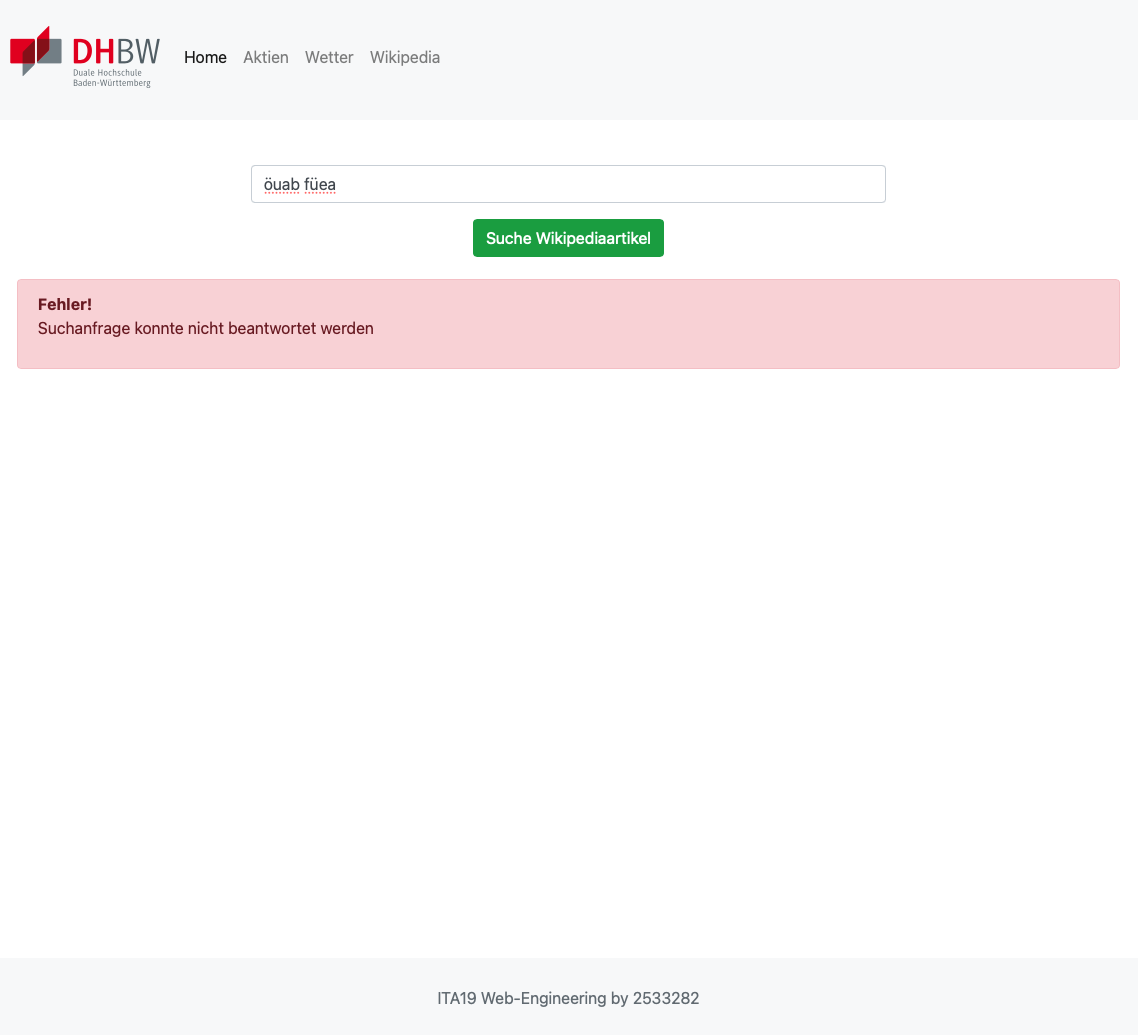 DHBW
Duale Hochschule
Baden-Württemberg
Home Aktien Wetter Wikipedia
öuab füea
Suche Wikipediaartikel
Fehler!
Suchanfrage konnte nicht beantwortet werden
ITA19 Web-Engineering by 2533282